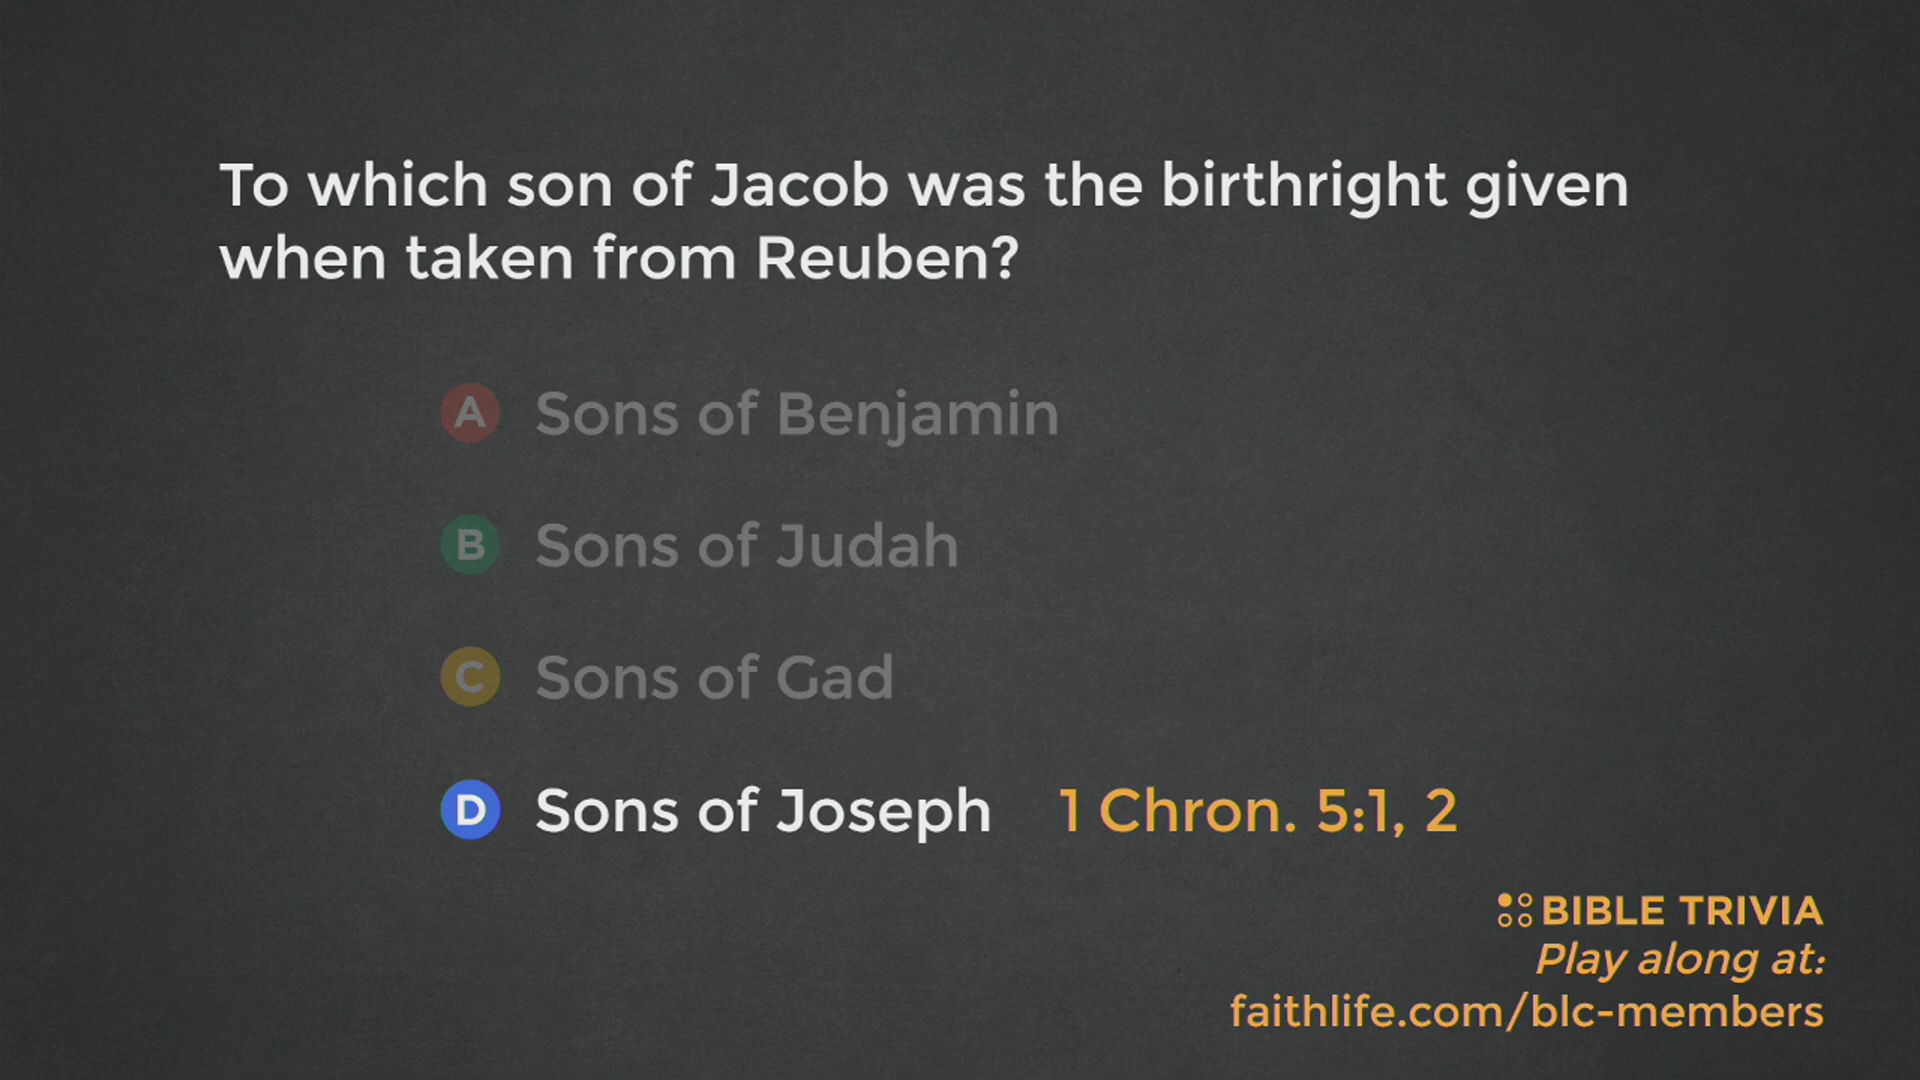 To which son of Jacob was the birthright given
when taken from Reuben?
A Sons of Benjamin
B Sons of Judah
C Sons of Gad
D Sons of Joseph 1 Chron. 5:1, 2
BIBLE TRIVIA
Play along at:
faithlife.com/blc-members